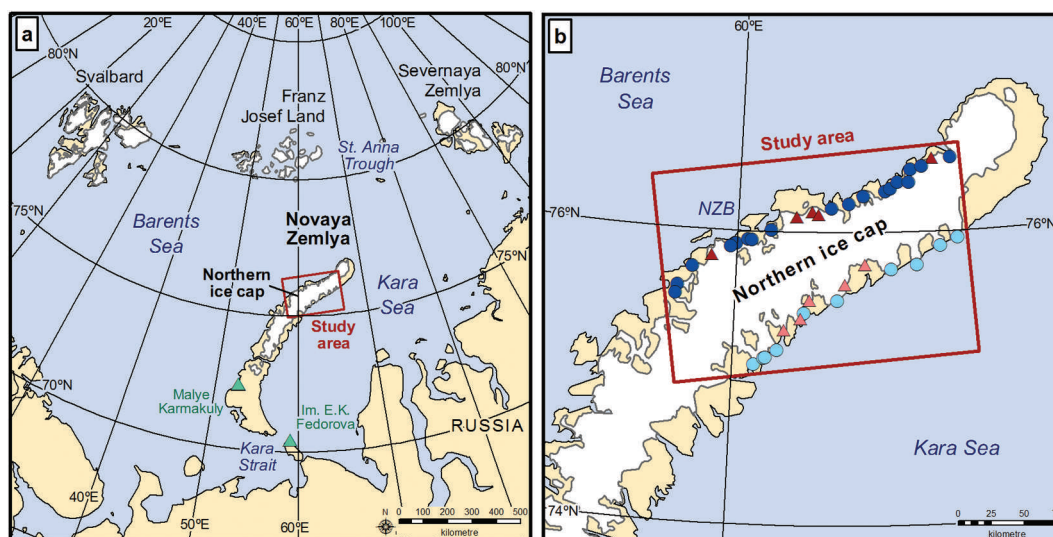 a
20ºE
40ºE
50ºE
60ºE
70ºE
80ºE
100ºE
80ºN
80ºN
Svalbard
Franz
Josef Land
Severnaya
Zemlya
St. Anna
Trough
75ºN
75ºN
Barents
Sea
Novaya
Zemlya
Northern
ice cap
Kara
Sea
Study
area
70ºN
Malye
Karmakuly
Im. E.K.
Fedorova
RUSSIA
Kara
Strait
40ºE
50ºE
60ºE
N
0 100 200 300 400 500
kilometre
b
60ºE
Barents
Sea
Study area
76ºN
NZB
76ºN
Northern ice cap
Kara Sea
74ºN
0 25 50
kilometre